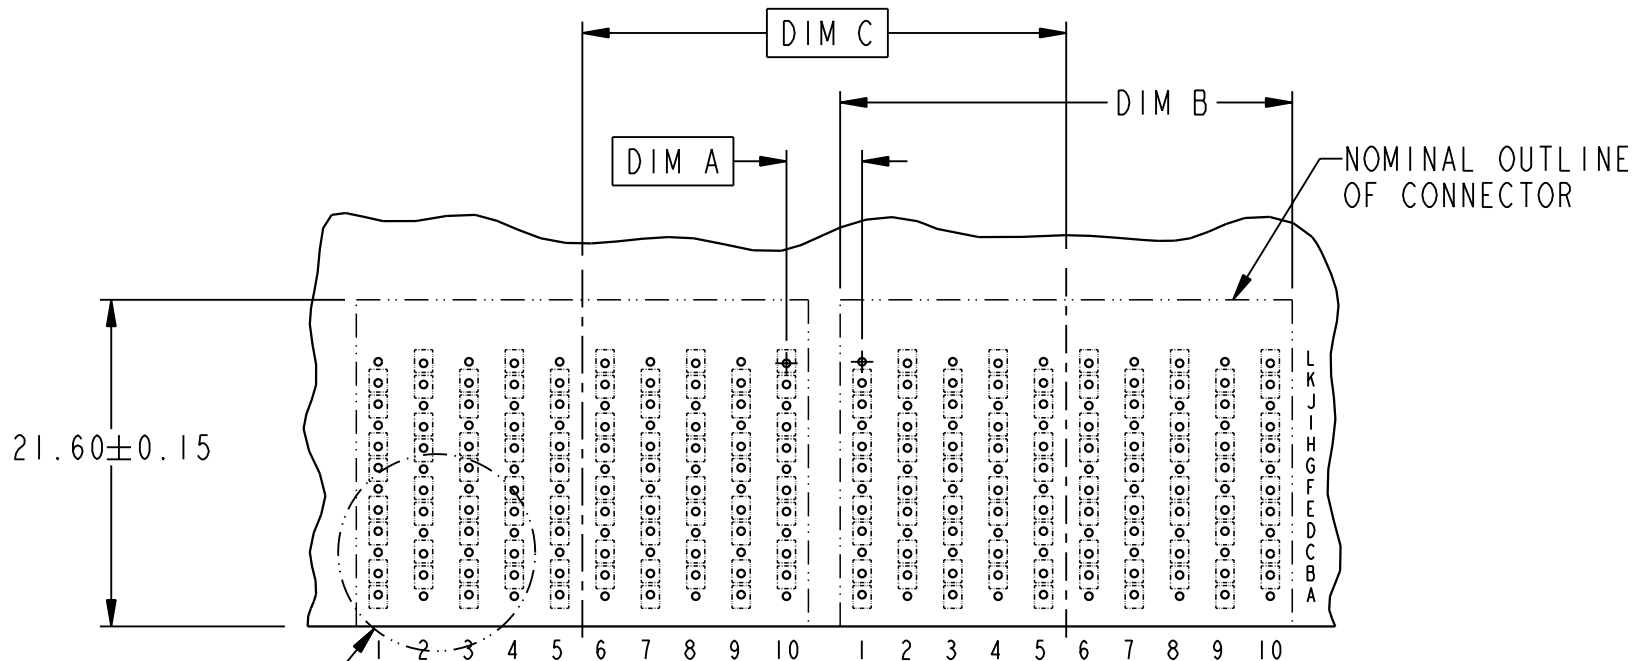 DIM C
DIM B
DIM A
NOMINAL OUTLINE
OF CONNECTOR
21.60±0.15
L
K
J
I
H
G
F
E
D
C
B
A
1 2 3 4 5 6 7 8 9 10 1 2 3 4 5 6 7 8 9 10